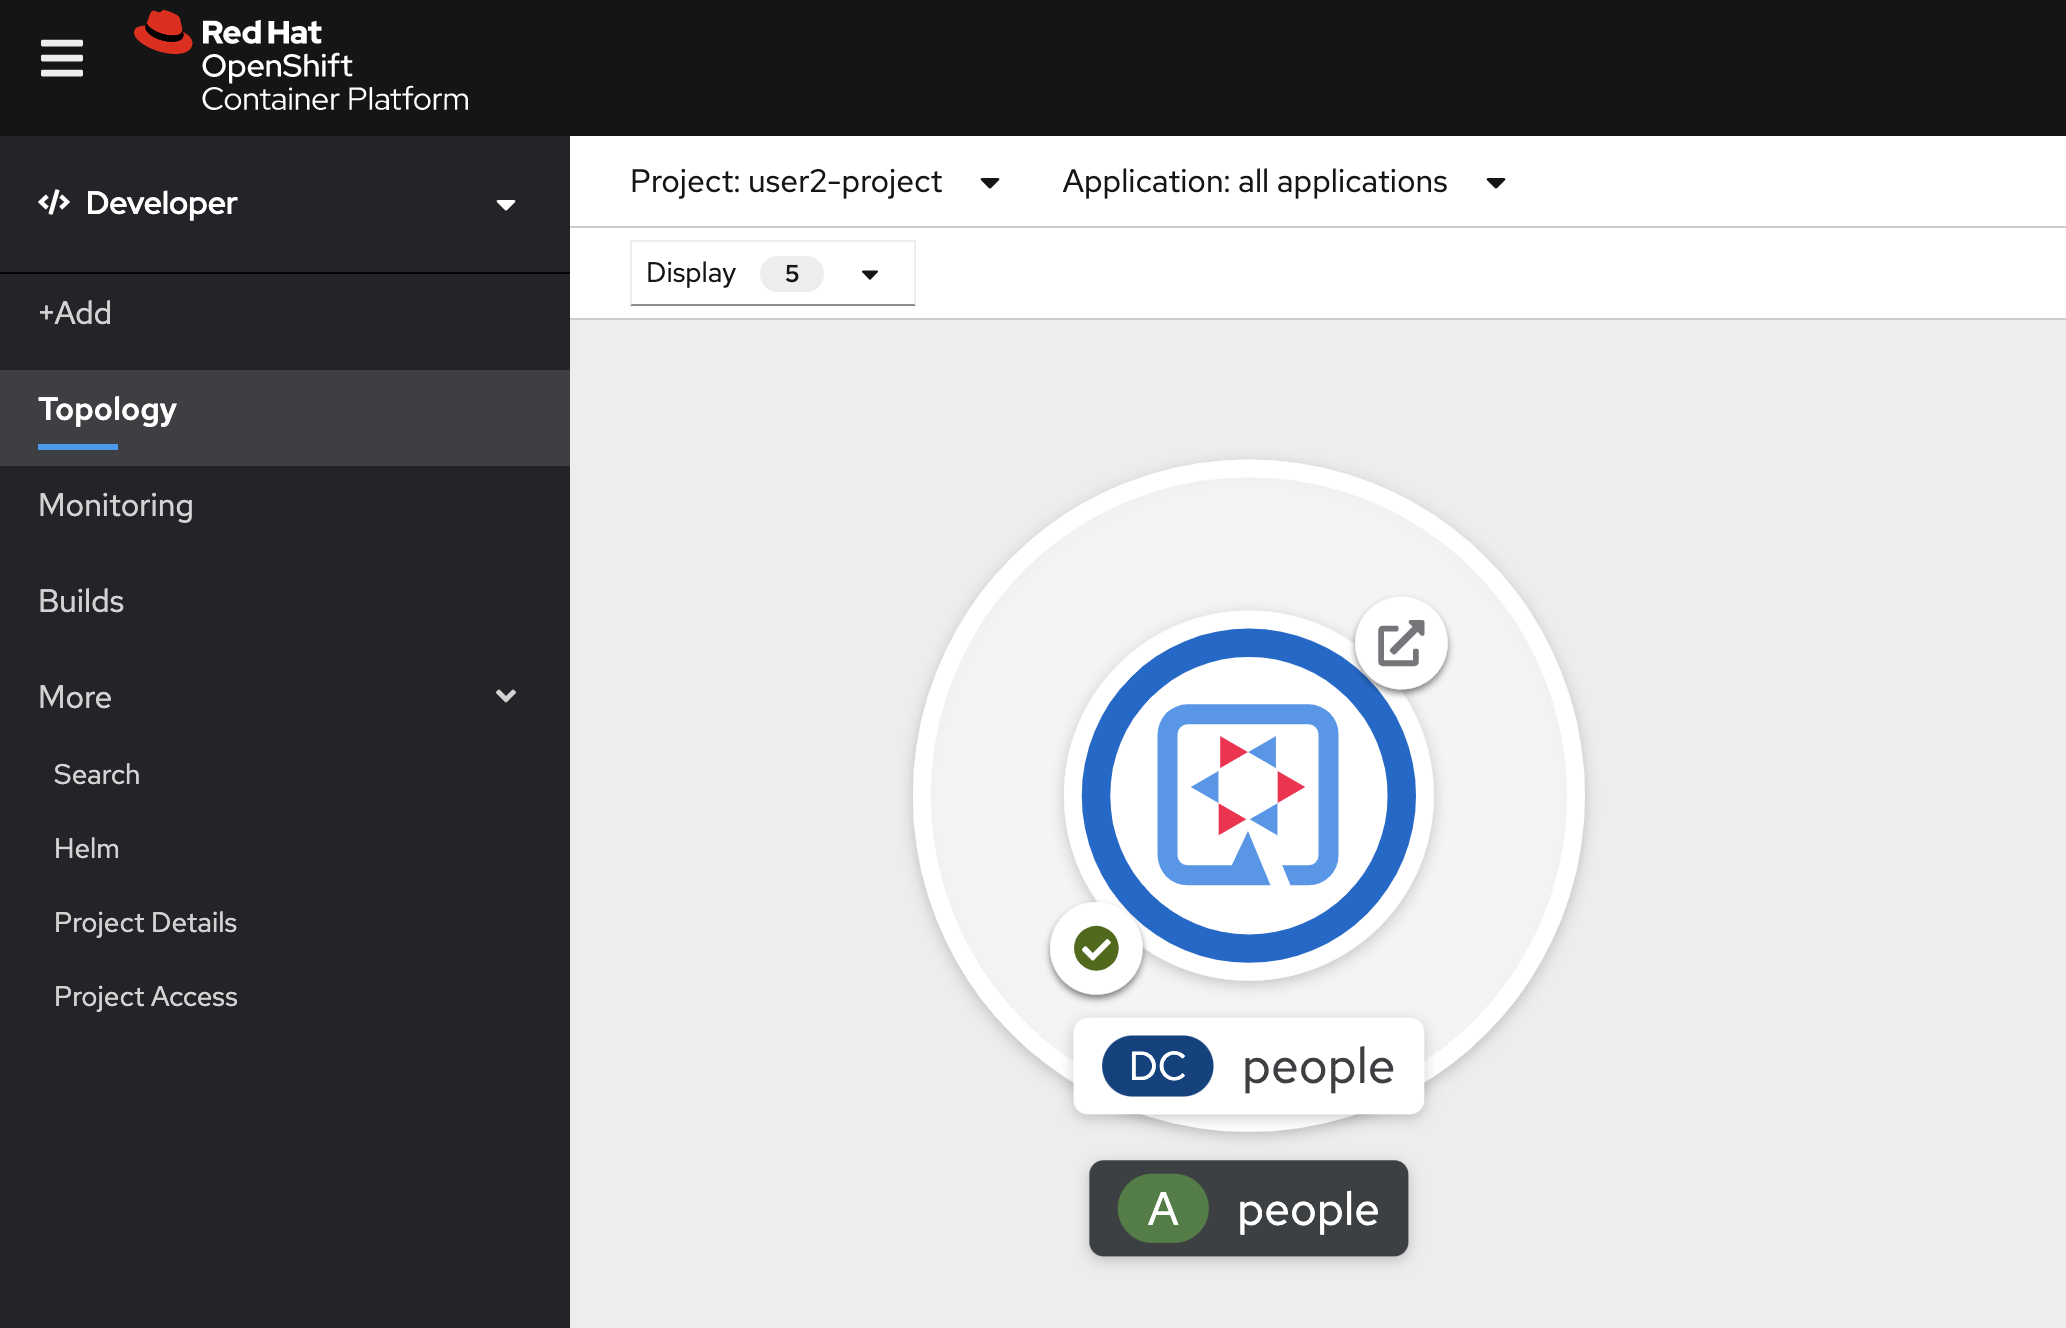 Red Hat
OpenShift
Container Platform
Developer
+Add
Topology
Monitoring
Builds
More
Search
Helm
Project Details
Project Access
Project: user2-project
Application: all applications
Display 5
DC people
A people